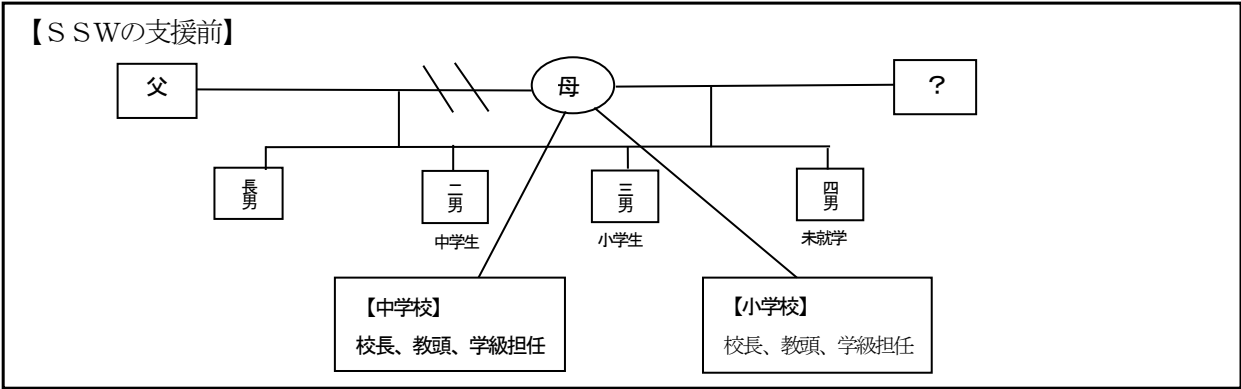 【ＳＳＷの支援前】
父
母
？
長男
二男
三男
四男
中学生
小学生
未就学
【中学校】
校長、教頭、学級担任
【小学校】
校長、教頭、学級担任